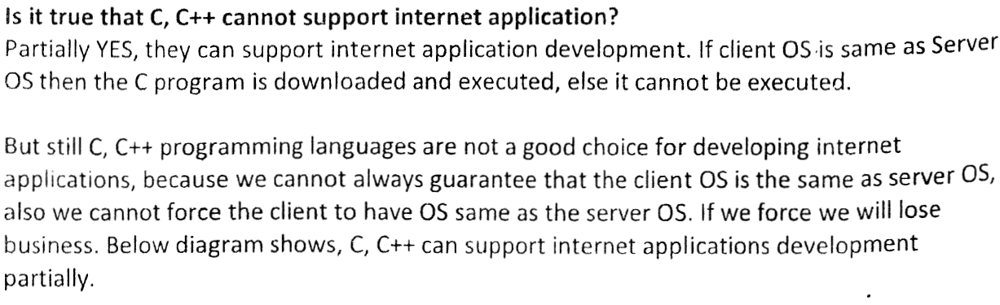 Is it true that C, C++ cannot support internet application?
Partially YES, they can support internet application development. If client OS is same as Server
OS then the C program is downloaded and executed, else it cannot be executed.
But still C, C++ programming languages are not a good choice for developing internet
applications, because we cannot always guarantee that the client OS is the same as server OS,
also we cannot force the client to have OS same as the server OS. If we force we will lose
business. Below diagram shows, C, C++ can support internet applications development
partially.